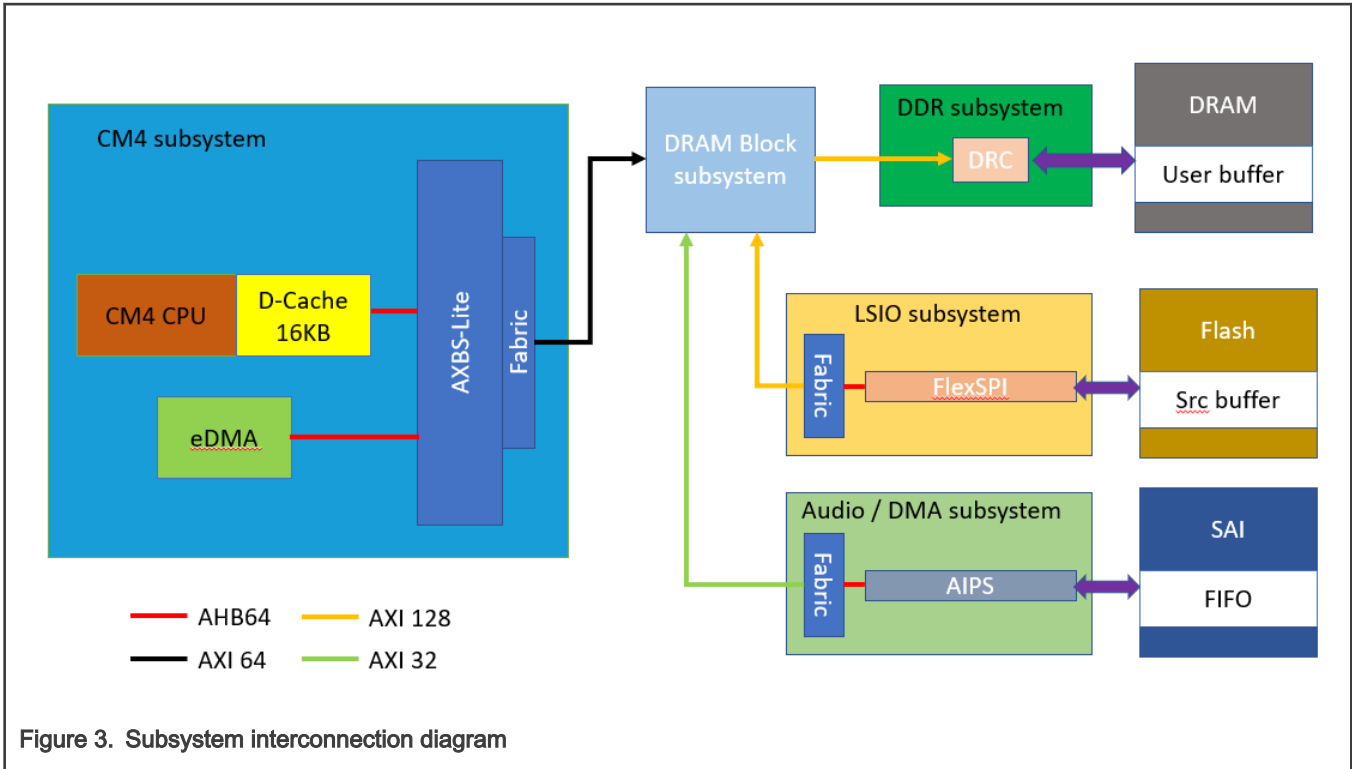 CM4 subsystem
CM4 CPU
D-Cache
16KB
eDMA
AXBS-Lite
Fabric
DRAM Block
subsystem
DDR subsystem
DRC
DRAM
User buffer
LSIO subsystem
Fabric
FlexSPI
Flash
Src buffer
Audio / DMA subsystem
Fabric
AIPS
SAI
FIFO
AHB64
AXI 128
AXI 64
AXI 32
Figure 3. Subsystem interconnection diagram